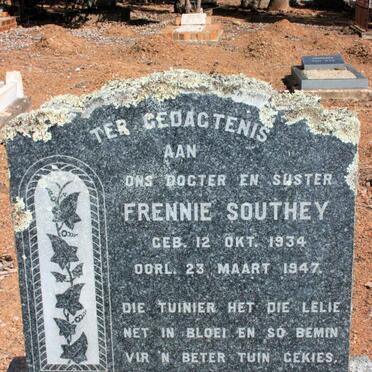 TER GEDAGTENIS
AAN
ONS DOGTER EN SUSTER
FRENNIE SOUTHEY
GEB. 12 OKT. 1934
OORL. 23 MAART 1947.
DIE TUINIER HET DIE LELIE
NET IN BLOEI EN SÓ BEMIN
VIR 'N BETER TUIN GEKIES,